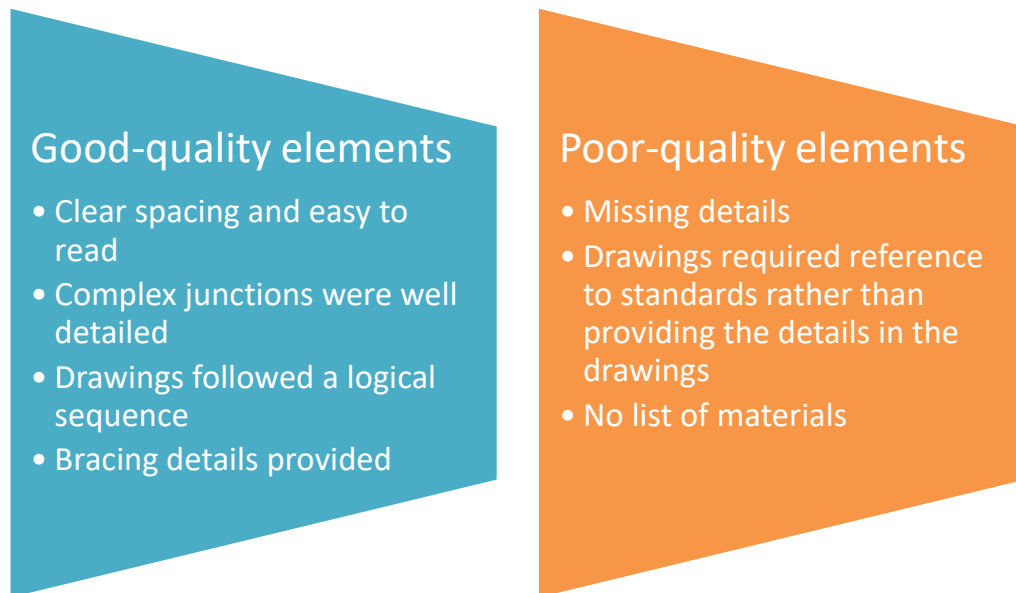 Good-quality elements
• Clear spacing and easy to
read
• Complex junctions were well
detailed
• Drawings followed a logical
sequence
• Bracing details provided
Poor-quality elements
• Missing details
• Drawings required reference
to standards rather than
providing the details in the
drawings
• No list of materials